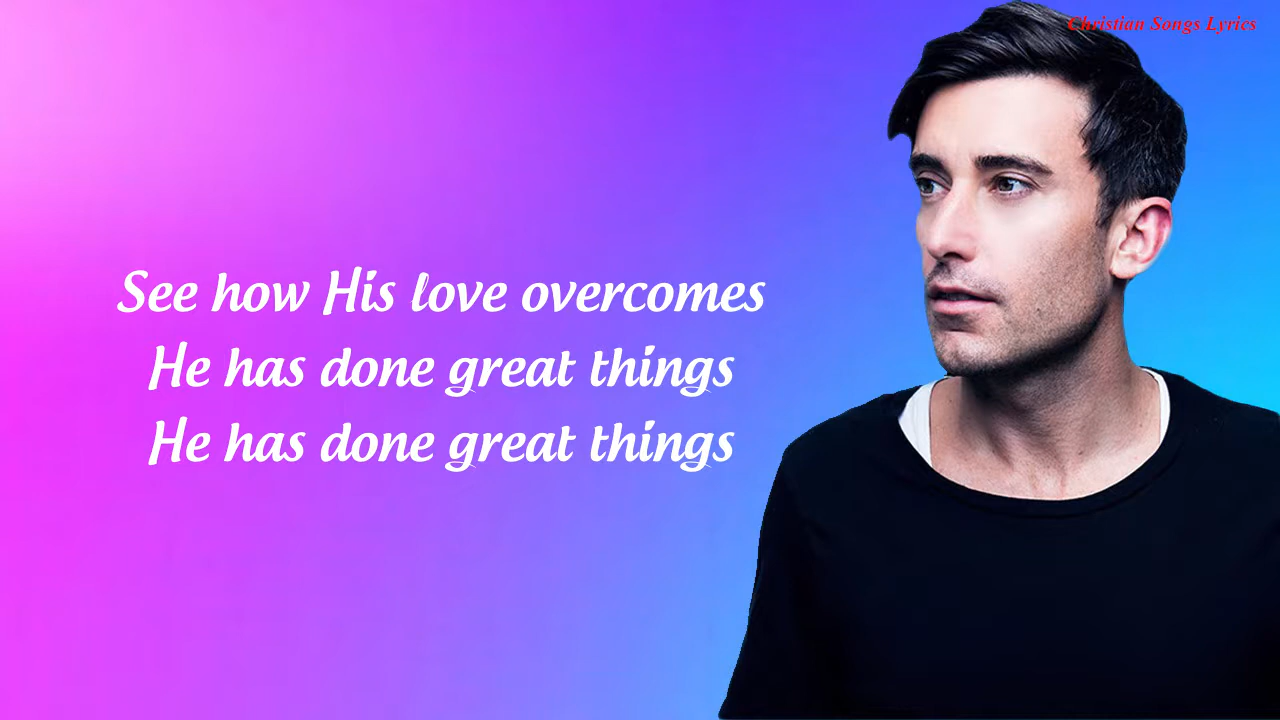 Christian Songs Lyrics
See how His love overcomes
He has done great things
He has done great things